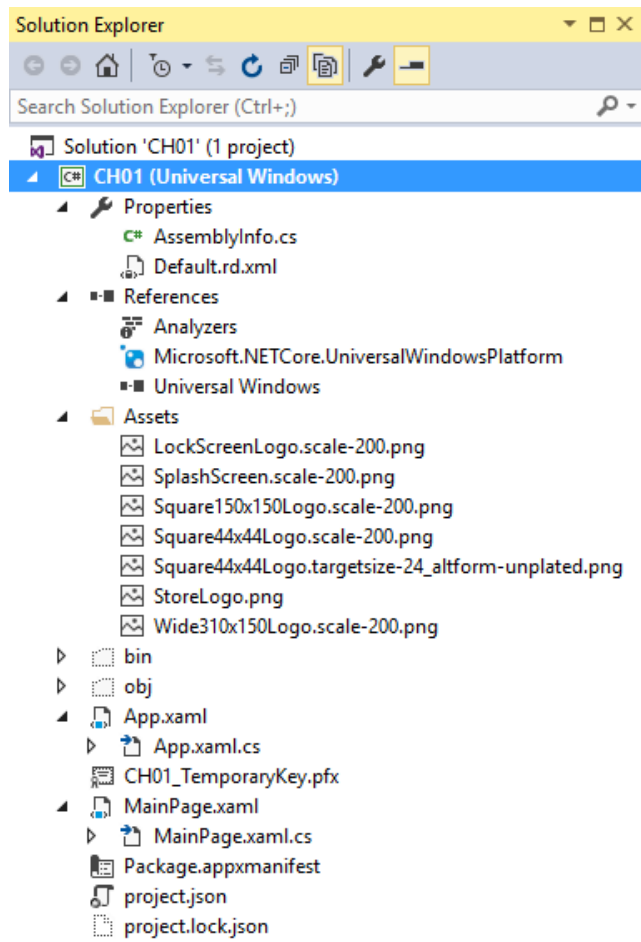 Solution Explorer
Search Solution Explorer (Ctrl+;)
Solution 'CH01' (1 project)
C# CH01 (Universal Windows)
Properties
C# AssemblyInfo.cs
Default.rd.xml
References
Analyzers
Microsoft.NETCore.UniversalWindowsPlatform
Universal Windows
Assets
LockScreenLogo.scale-200.png
SplashScreen.scale-200.png
Square150x150Logo.scale-200.png
Square44x44Logo.scale-200.png
Square44x44Logo.targetsize-24_altform-unplated.png
StoreLogo.png
Wide310x150Logo.scale-200.png
bin
obj
App.xaml
App.xaml.cs
CH01_TemporaryKey.pfx
MainPage.xaml
MainPage.xaml.cs
Package.appxmanifest
project.json
project.lock.json